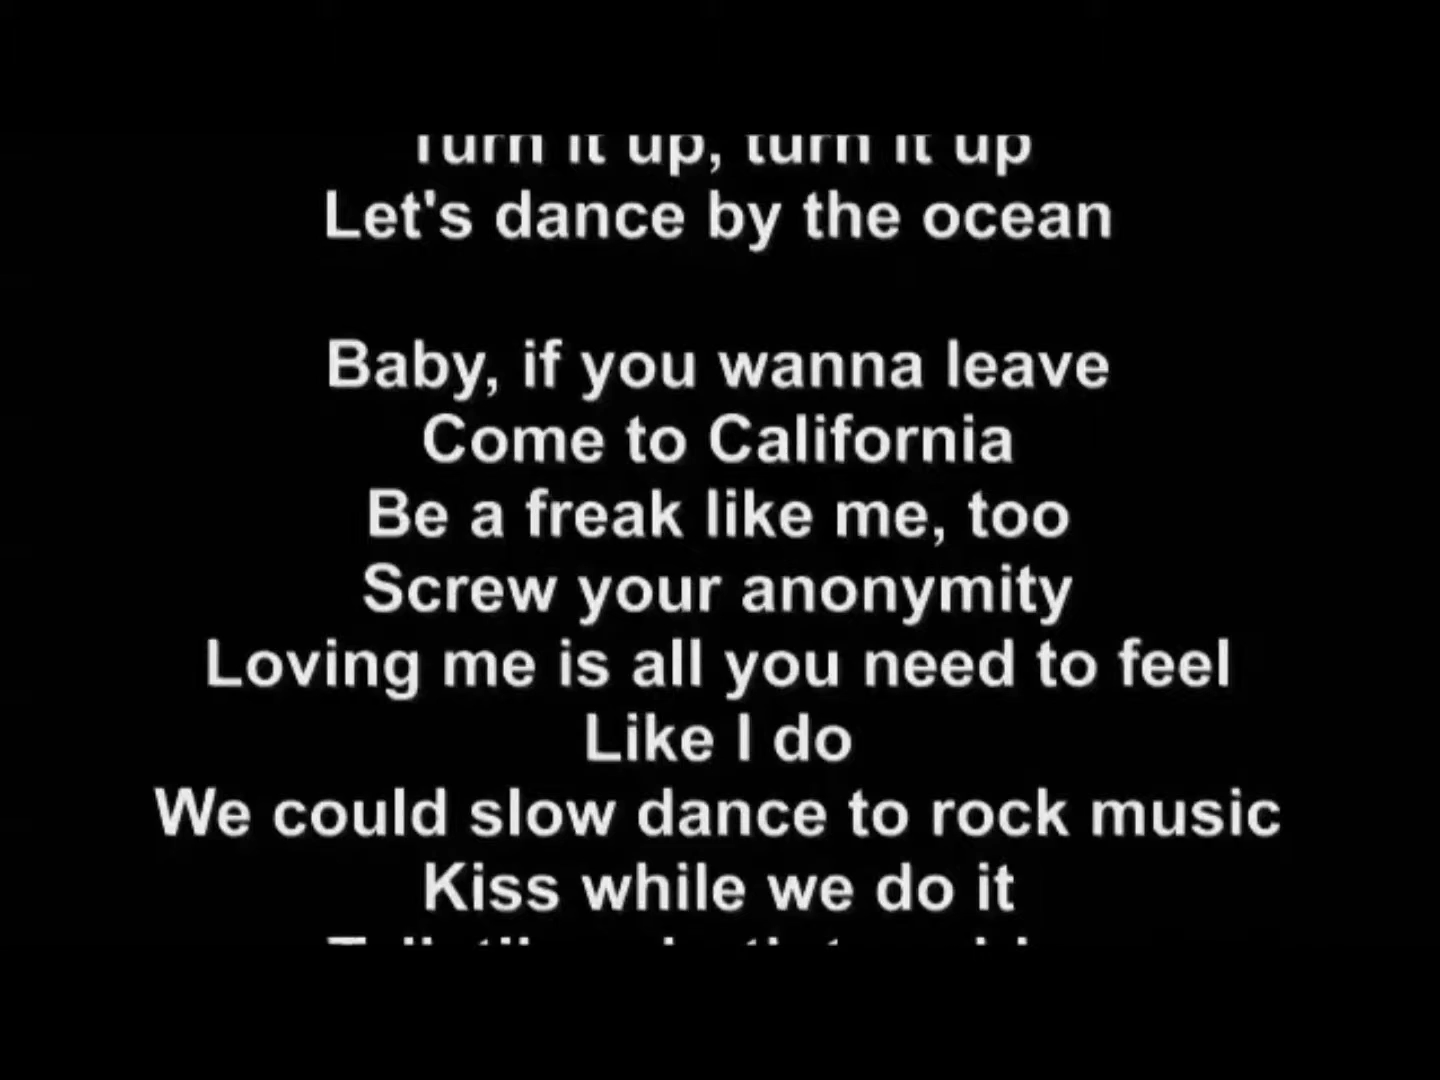 Turn it up, turn it up
Let's dance by the ocean
Baby, if you wanna leave
Come to California
Be a freak like me, too
Screw your anonymity
Loving me is all you need to feel
Like I do
We could slow dance to rock music
Kiss while we do it